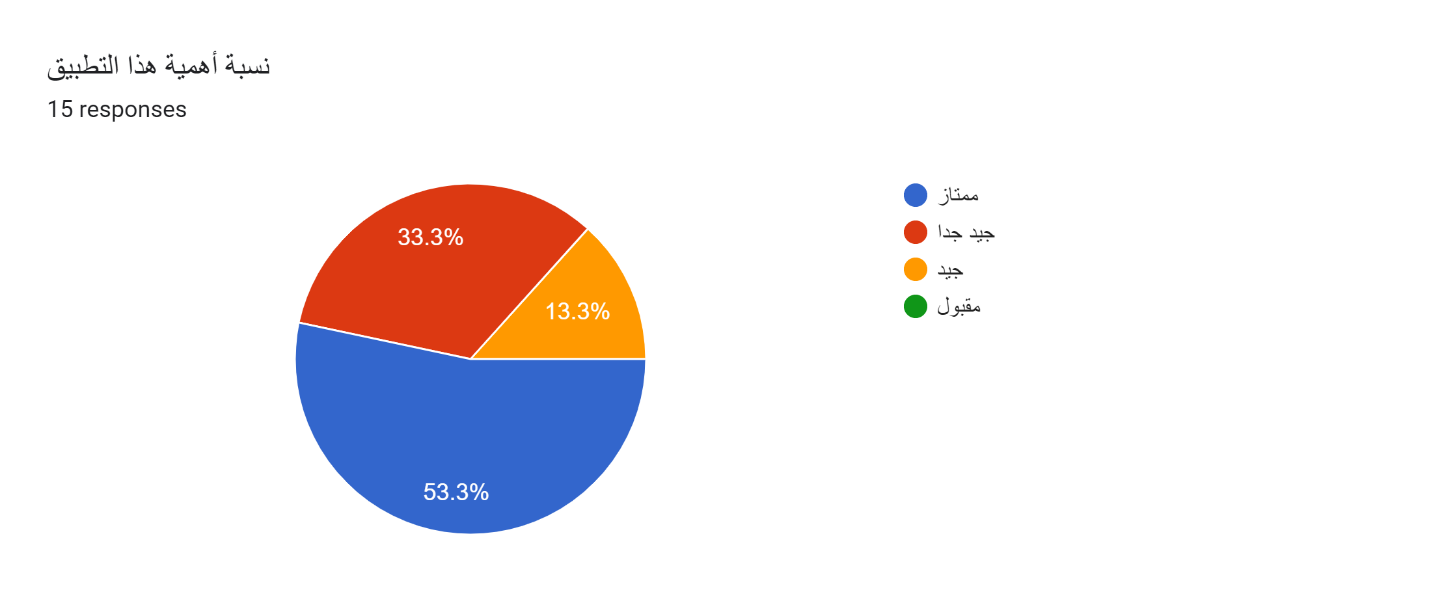 نسبة أهمية هذا التطبيق
15 responses
33.3%
13.3%
53.3%
ممتاز
جيد جدا
جيد
مقبول